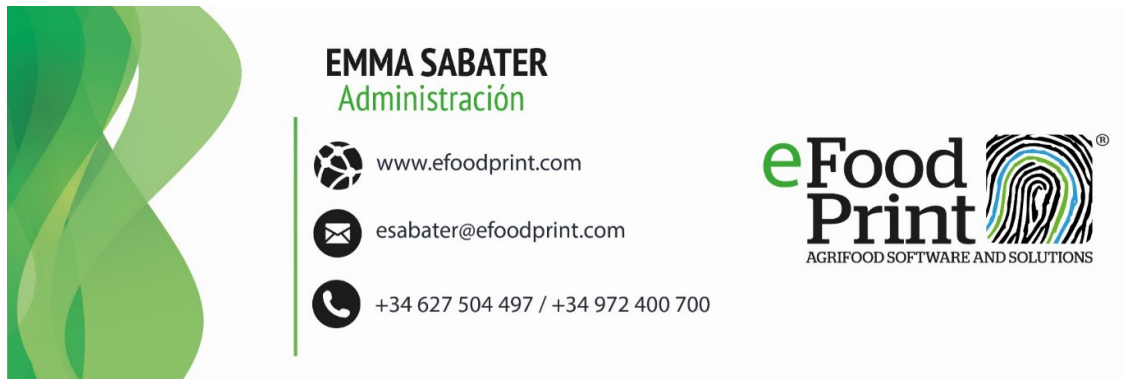 EMMA SABATER
Administración
www.efoodprint.com
esabater@efoodprint.com
+34 627 504 497 / +34 972 400 700
eFood
Print
®
AGRIFOOD SOFTWARE AND SOLUTIONS